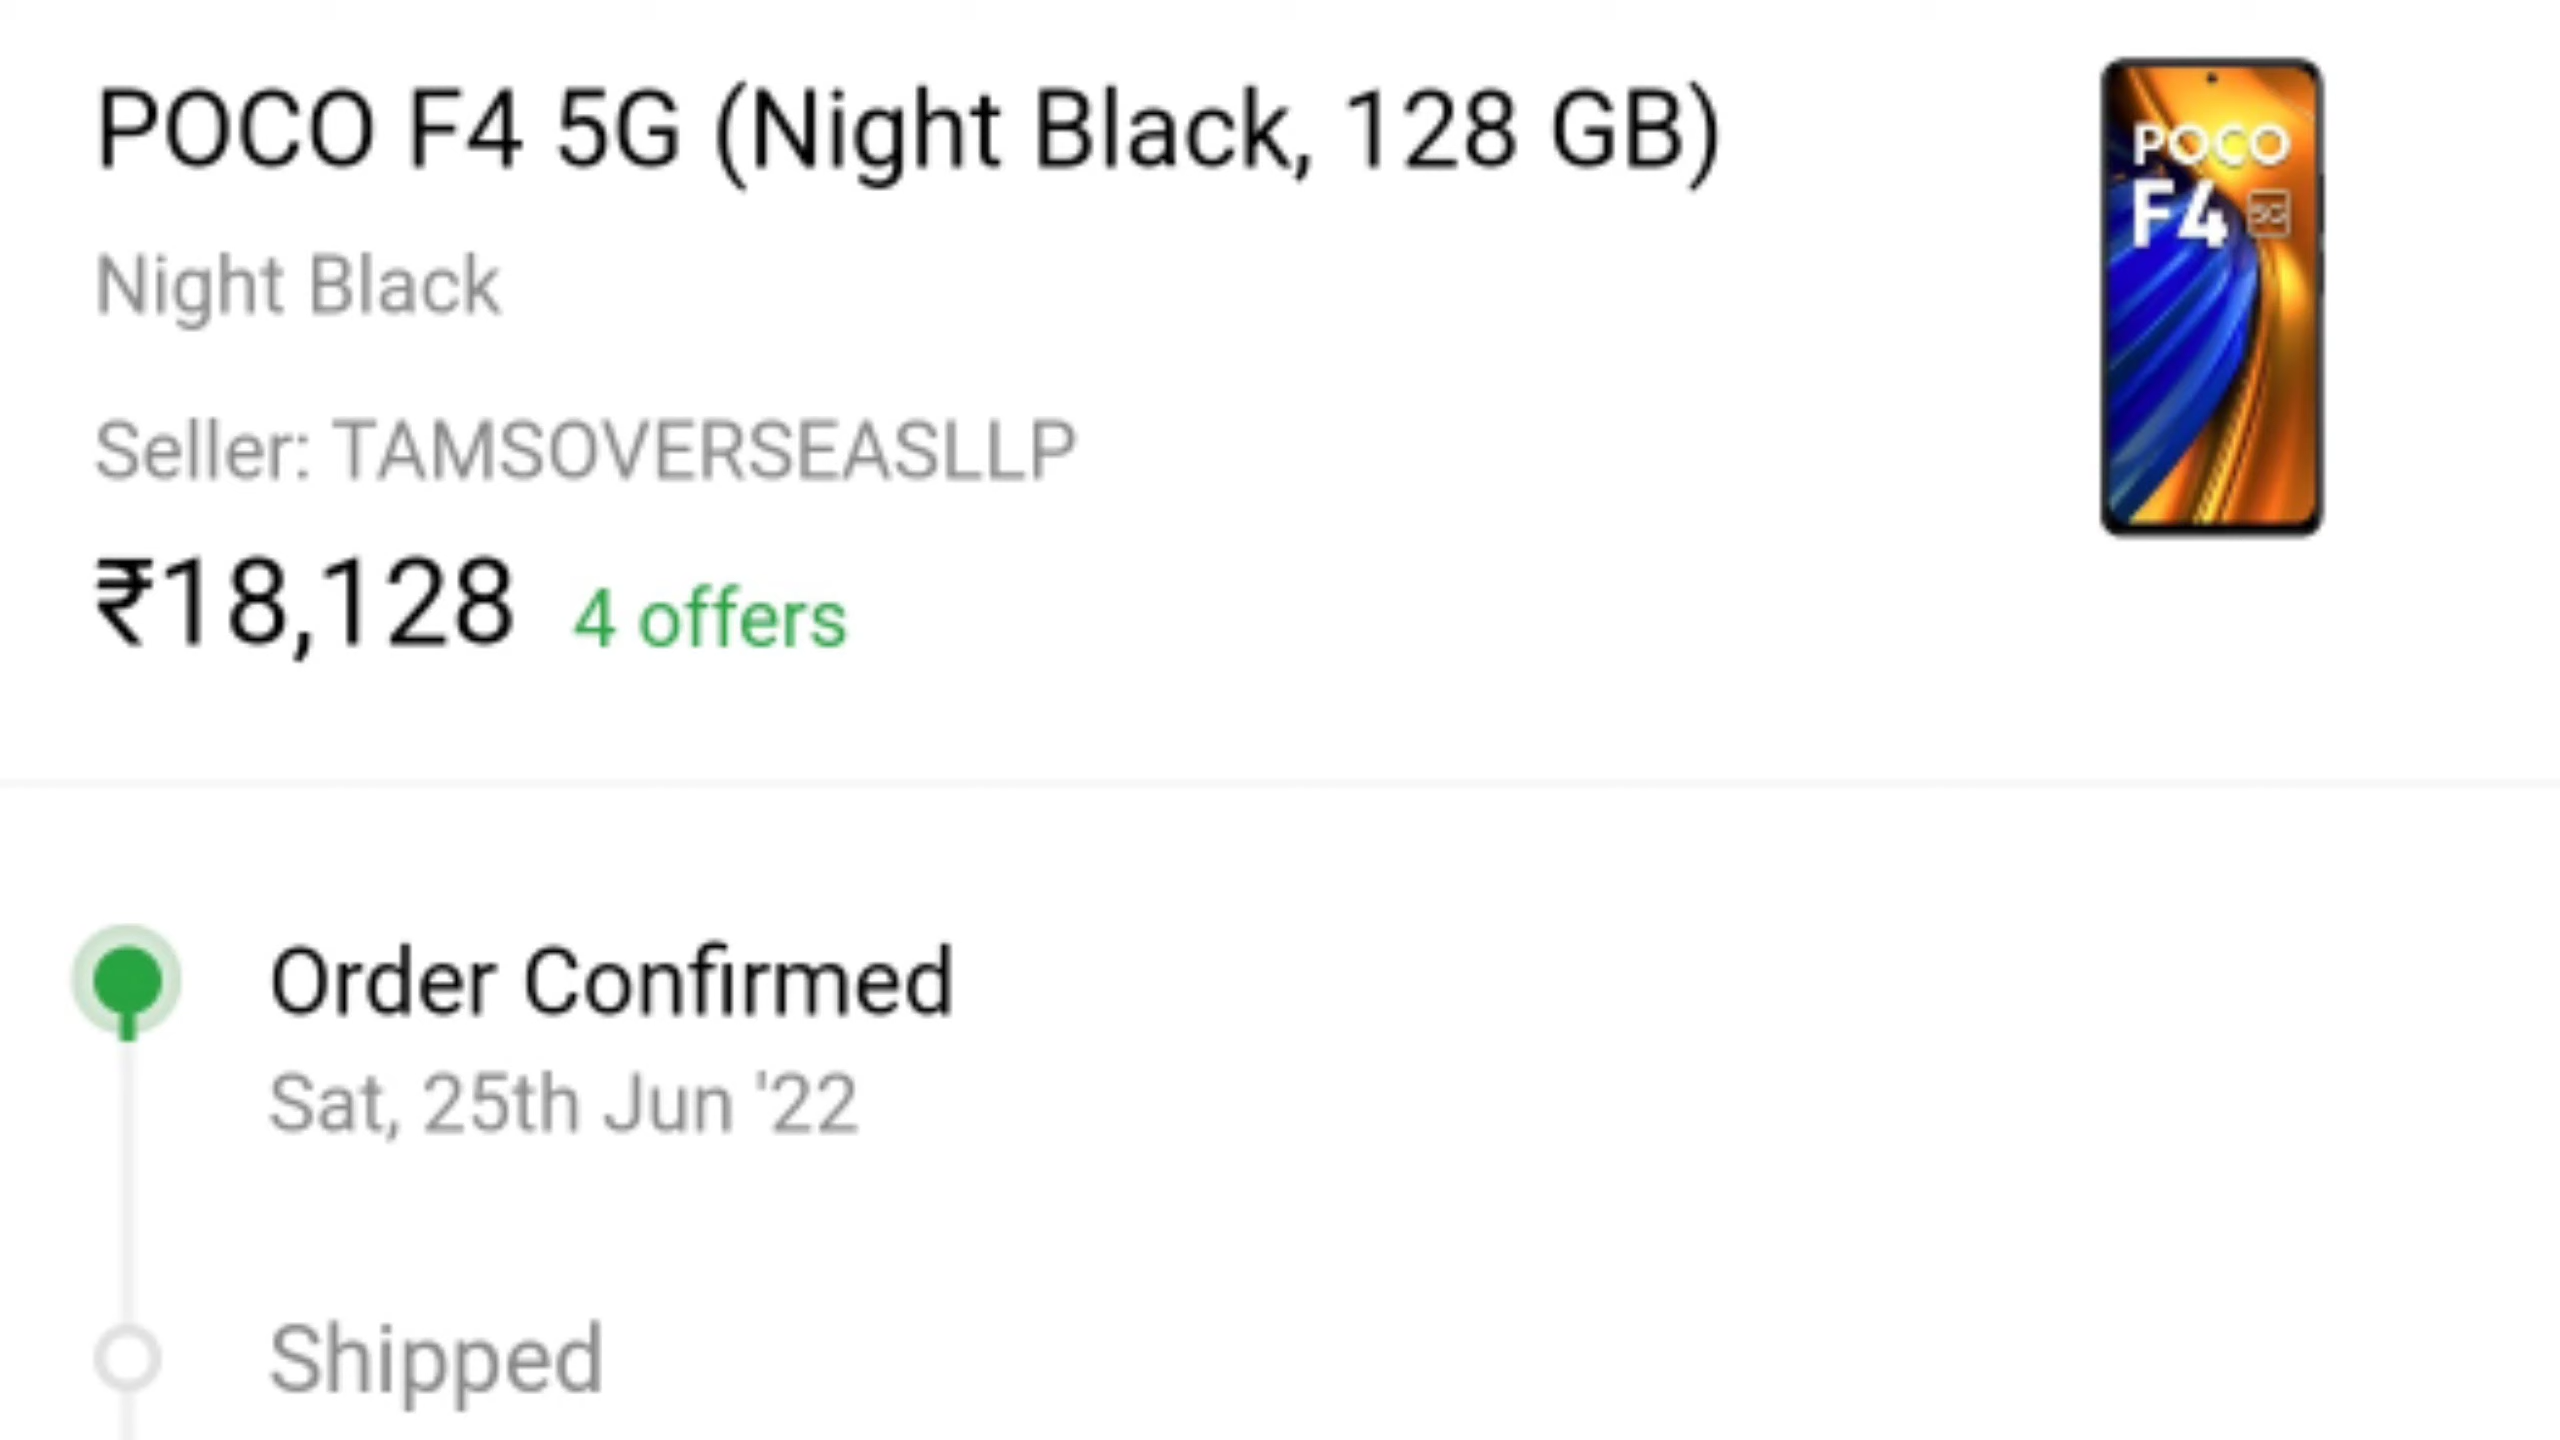 POCO F4 5G (Night Black, 128 GB)
Night Black
Seller: TAMSOVERSEASLLP
₹18,128 4 offers
POCO
F4 5G
Order Confirmed
Sat, 25th Jun '22
Shipped